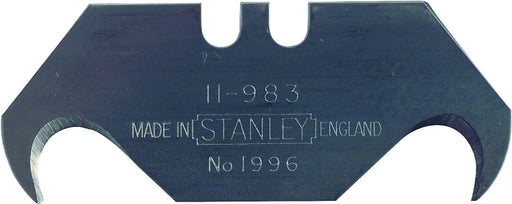 11-983
MADE IN [STANLEY] ENGLAND
No 1996